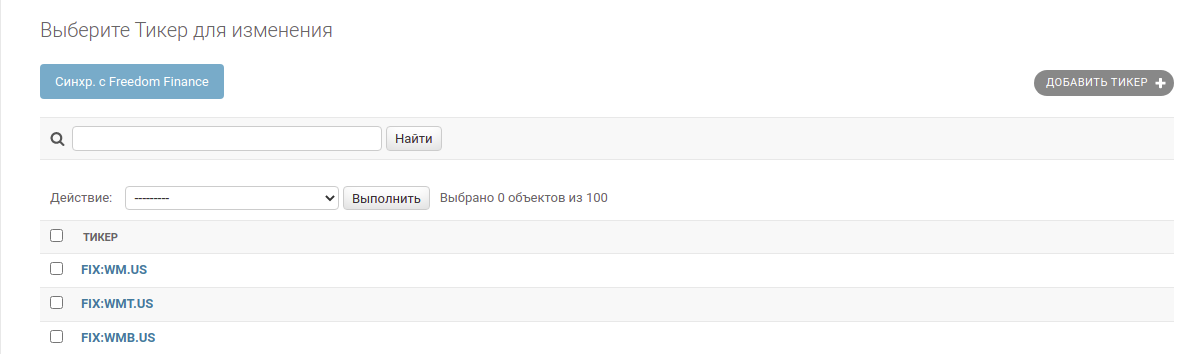 Выберите Тикер для изменения
Синхр. с Freedom Finance
ДОБАВИТЬ ТИКЕР
Найти
Действие: --------- Выполнить Выбрано 0 объектов из 100
ТИКЕР
FIX:WM.US
FIX:WMT.US
FIX:WMB.US